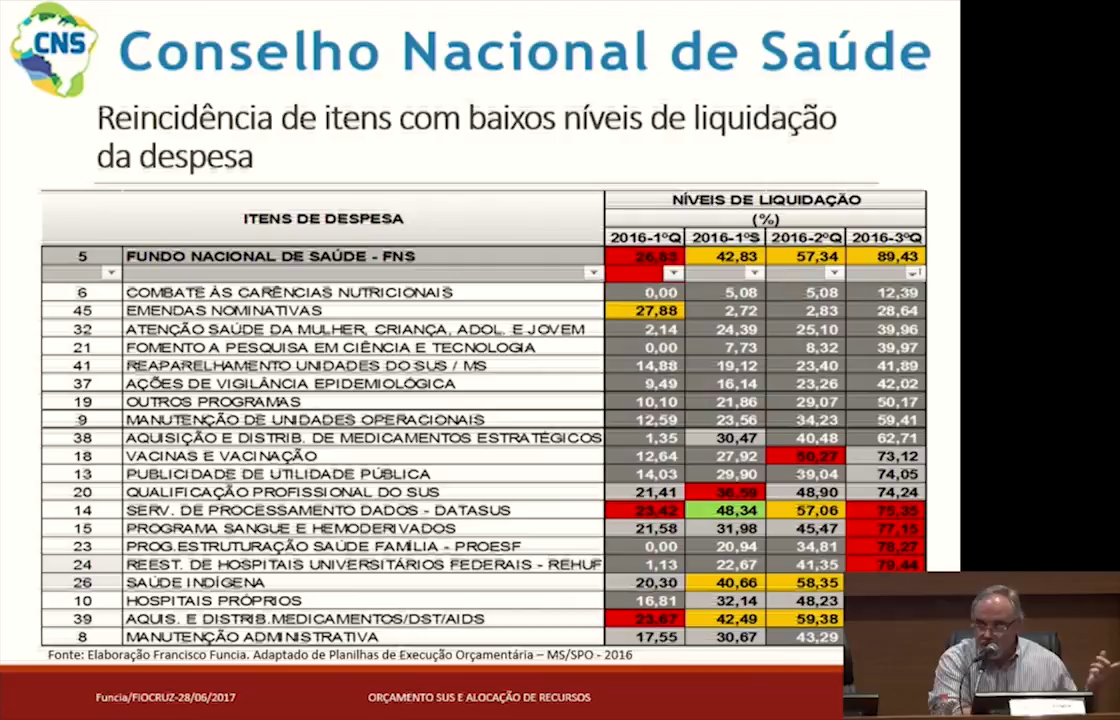 CNS
Conselho Nacional de Saúde
Reincidência de itens com baixos níveis de liquidação
da despesa
ITENS DE DESPESA NÍVEIS DE LIQUIDAÇÃO
(%)
2016-1ºQ 2016-1ºS 2016-2ºQ 2016-3ºQ
5 FUNDO NACIONAL DE SAÚDE - FNS 26,83 42,83 57,34 89,43
6 COMBATE ÀS CARÊNCIAS NUTRICIONAIS 0,00 5,08 5,08 12,39
45 EMENDAS NOMINATIVAS 27,88 2,72 2,83 28,64
32 ATENÇÃO SAÚDE DA MULHER, CRIANÇA, ADOL. E JOVEM 2,14 24,39 25,10 39,96
21 FOMENTO A PESQUISA EM CIÊNCIA E TECNOLOGIA 0,00 7,73 8,32 39,97
41 REAPARELHAMENTO UNIDADES DO SUS / MS 14,88 19,12 23,40 41,89
37 AÇÕES DE VIGILÂNCIA EPIDEMIOLÓGICA 9,49 16,14 23,26 42,02
19 OUTROS PROGRAMAS 10,10 21,86 29,07 50,17
9 MANUTENÇÃO DE UNIDADES OPERACIONAIS 12,59 23,56 34,23 59,41
38 AQUISIÇÃO E DISTRIB. DE MEDICAMENTOS ESTRATÉGICOS 1,35 30,47 40,48 62,71
18 VACINAS E VACINAÇÃO 12,64 27,92 50,27 73,12
13 PUBLICIDADE DE UTILIDADE PÚBLICA 14,03 29,90 39,04 74,05
20 QUALIFICAÇÃO PROFISSIONAL DO SUS 21,41 36,59 48,90 74,24
14 SERV. DE PROCESSAMENTO DADOS - DATASUS 23,42 48,34 57,06 75,35
15 PROGRAMA SANGUE E HEMODERIVADOS 21,58 31,98 45,47 77,15
23 PROG.ESTRUTURAÇÃO SAÚDE FAMÍLIA - PROESF 0,00 20,94 34,81 78,27
24 REEST. DE HOSPITAIS UNIVERSITÁRIOS FEDERAIS - REHUF 1,13 22,67 41,35 79,44
26 SAÚDE INDÍGENA 20,30 40,66 58,35
10 HOSPITAIS PRÓPRIOS 16,81 32,14 48,23
39 AQUIS. E DISTRIB.MEDICAMENTOS/DST/AIDS 23,67 42,49 59,38
8 MANUTENÇÃO ADMINISTRATIVA 17,55 30,67 43,29
Fonte: Elaboração Francisco Funcia. Adaptado de Planilhas de Execução Orçamentária – MS/SPO - 2016
Funcia/FIOCRUZ-28/06/2017 ORÇAMENTO SUS E ALOCAÇÃO DE RECURSOS